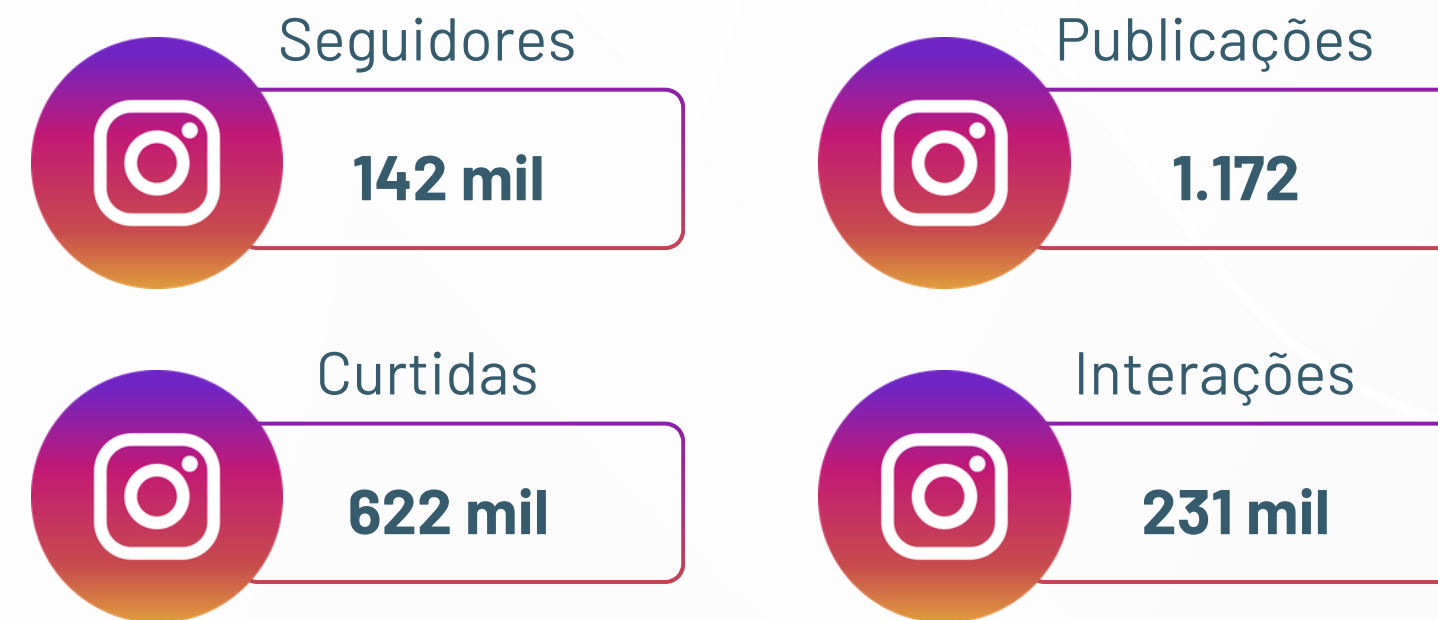 Seguidores
142 mil
Publicações
1.172
Curtidas
622 mil
Interações
231 mil